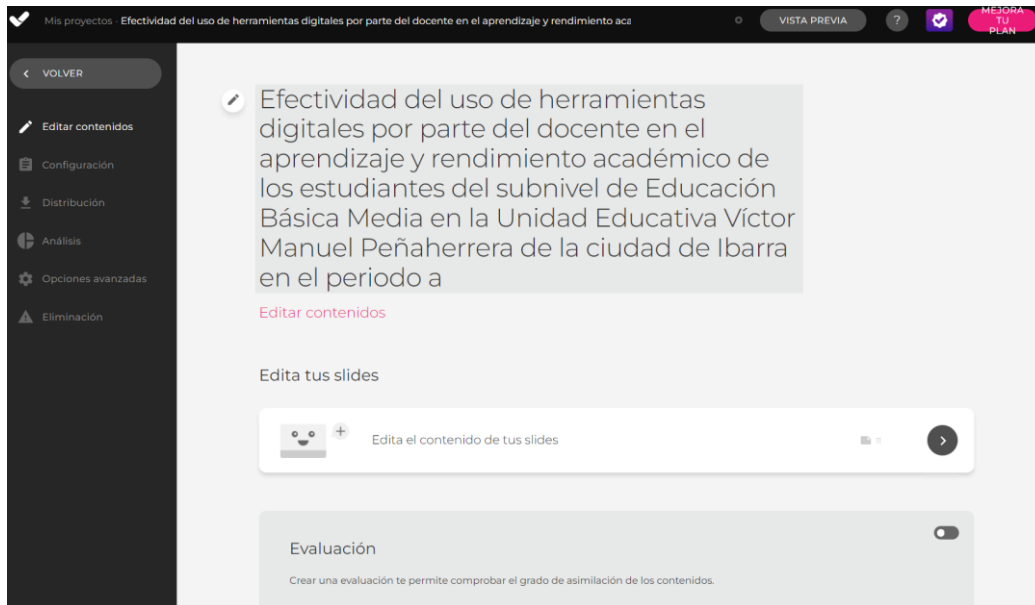 Mis proyectos - Efectividad del uso de herramientas digitales por parte del docente en el aprendizaje y rendimiento aca
VISTA PREVIA
?
MEJORA
TU
PLAN
VOLVER
Editar contenidos
Configuración
Distribución
Análisis
Opciones avanzadas
Eliminación
Efectividad del uso de herramientas
digitales por parte del docente en el
aprendizaje y rendimiento académico de
los estudiantes del subnivel de Educación
Básica Media en la Unidad Educativa Víctor
Manuel Peñaherrera de la ciudad de Ibarra
en el periodo a
Editar contenidos
Edita tus slides
Edita el contenido de tus slides
Evaluación
Crear una evaluación te permite comprobar el grado de asimilación de los contenidos.